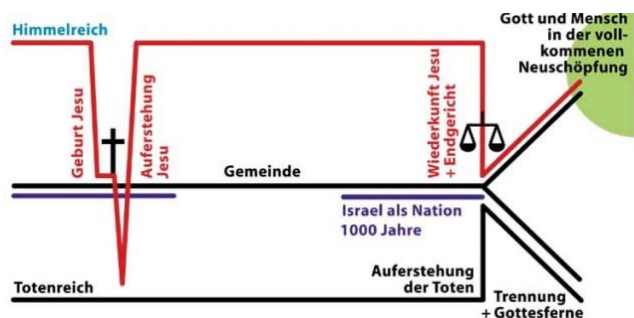 Himmelreich
Gott und Mensch
in der voll-
kommenen
Neuschöpfung
Geburt Jesu
Auferstehung
Jesu
Wiederkunft Jesu
+ Endgericht
Gemeinde
Israel als Nation
1000 Jahre
Auferstehung
der Toten
Totenreich
Trennung
+ Gottesferne